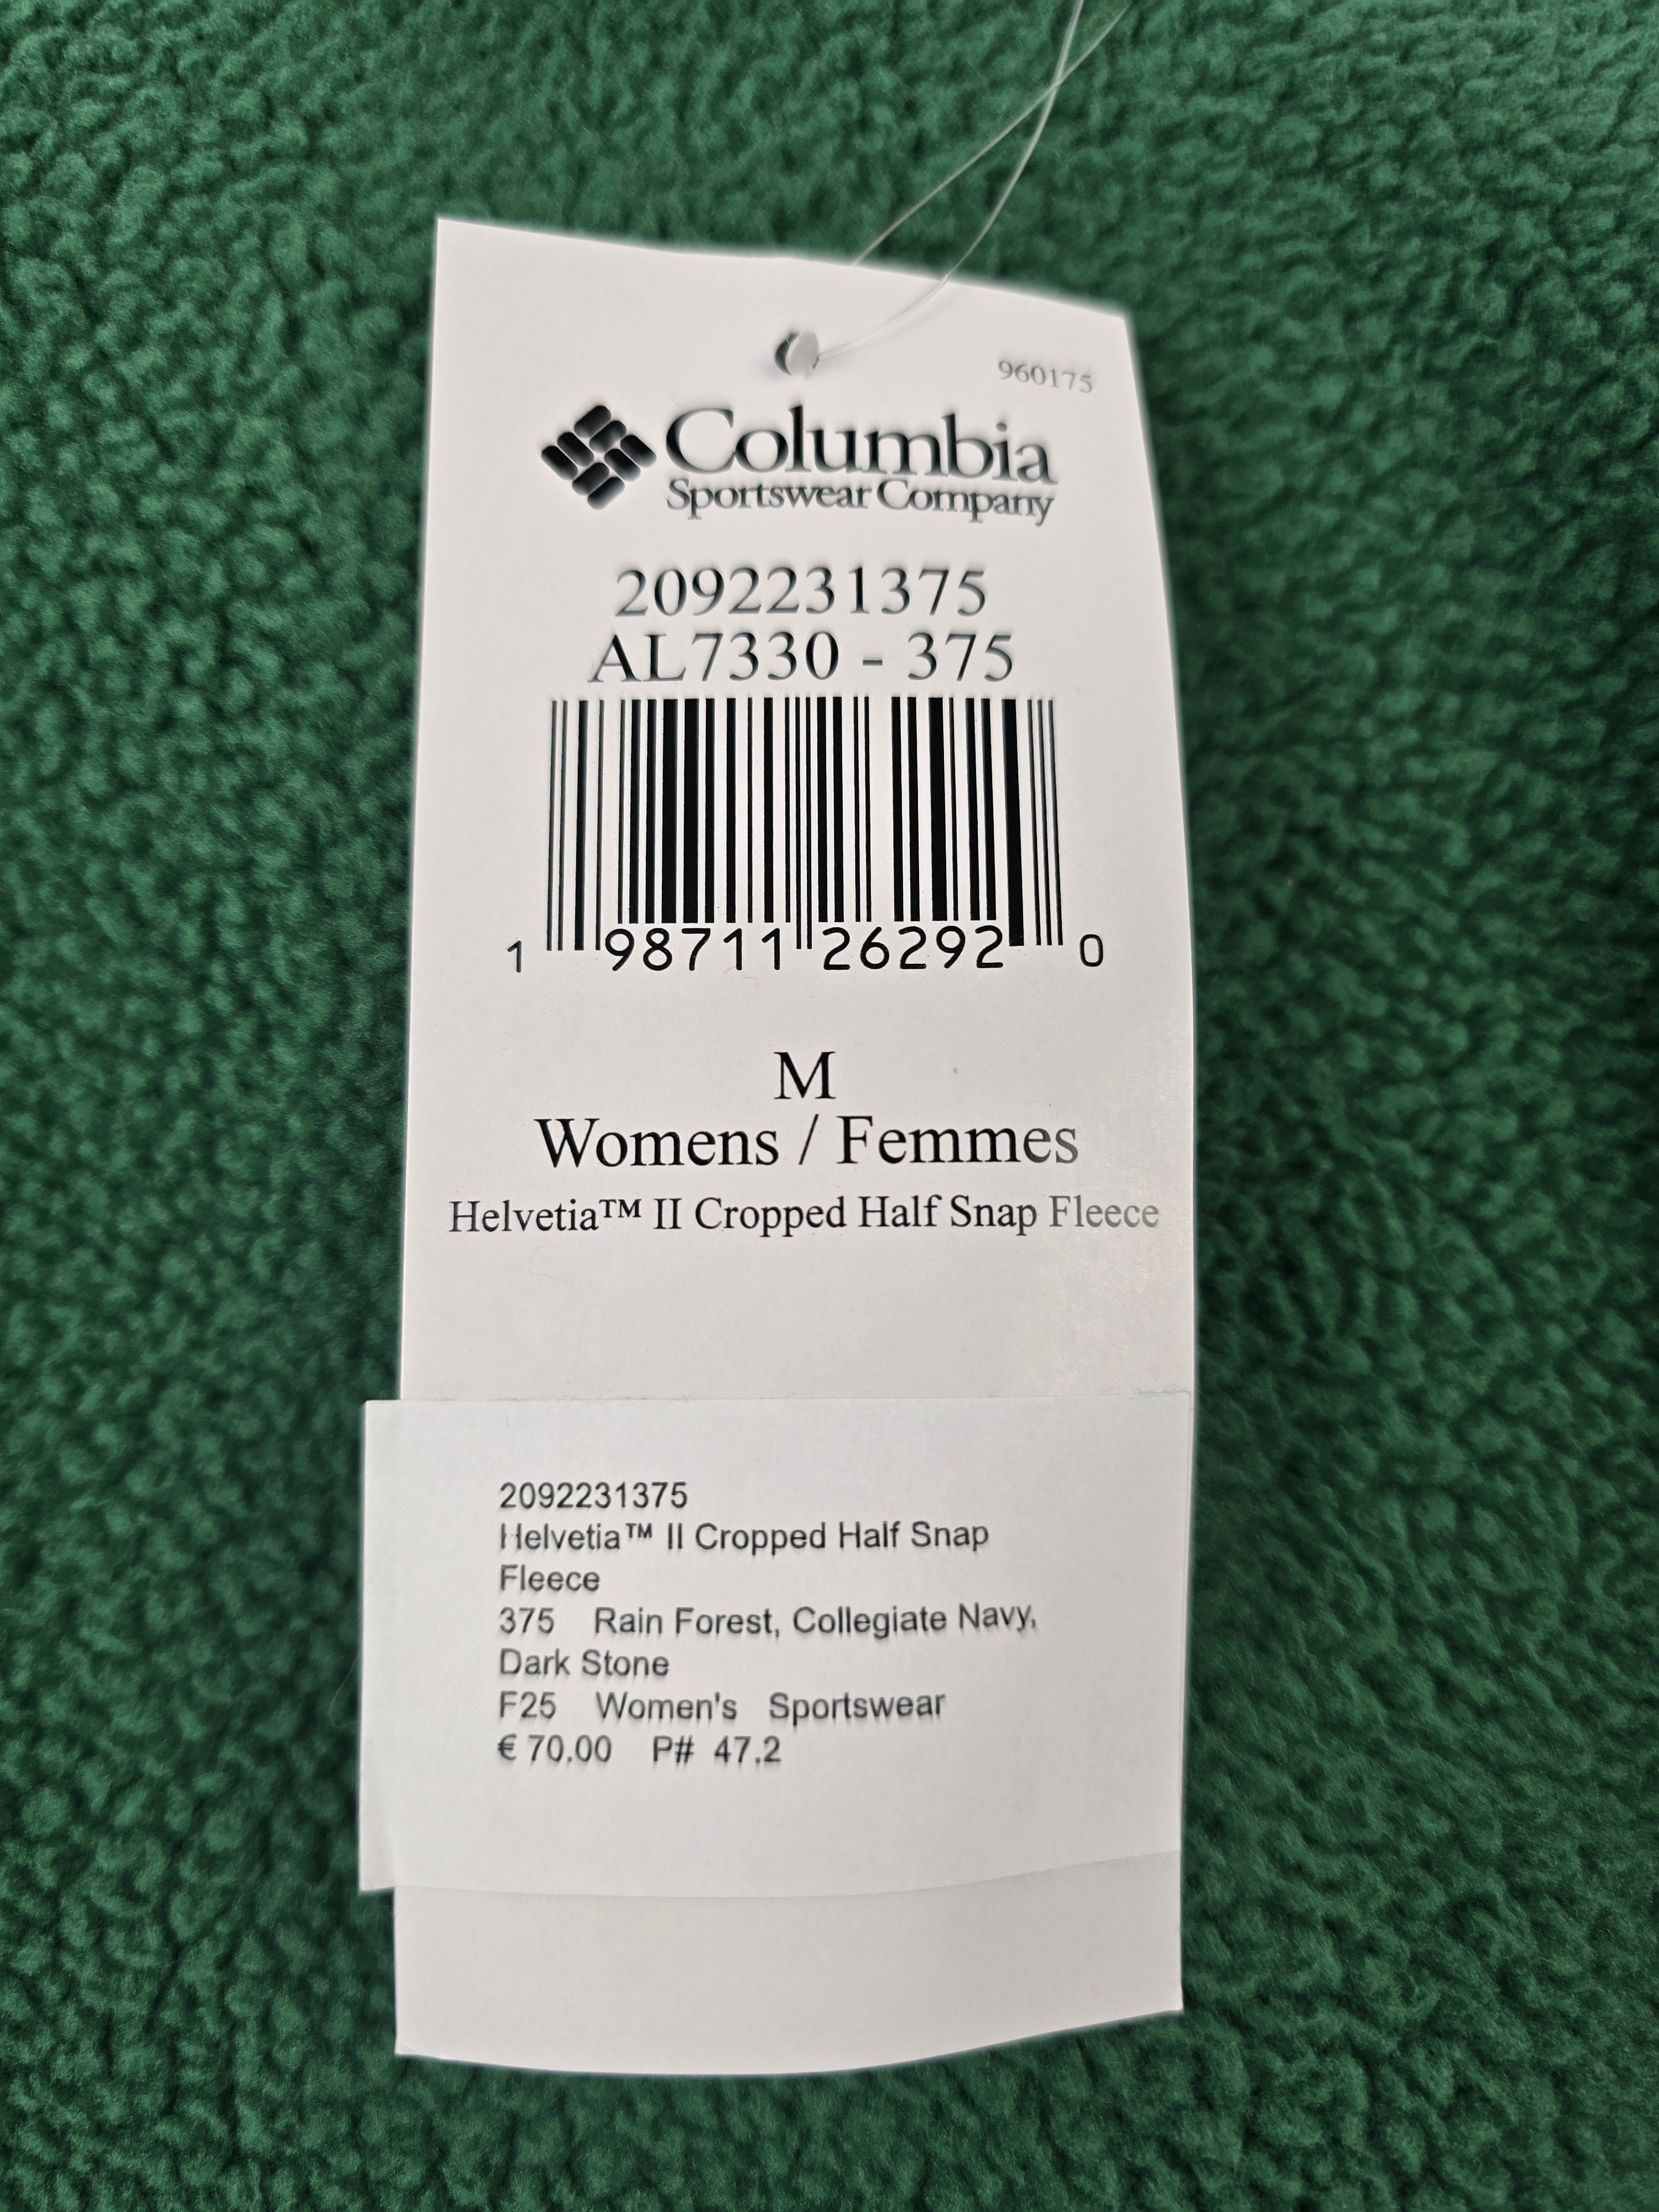 960175
Columbia
Sportswear Company
2092231375
AL7330 - 375
1 98711 26292 0
M
Womens / Femmes
Helvetia™ II Cropped Half Snap Fleece
2092231375
Helvetia™ II Cropped Half Snap
Fleece
375 Rain Forest, Collegiate Navy,
Dark Stone
F25 Women's Sportswear
€ 70.00 P# 47.2